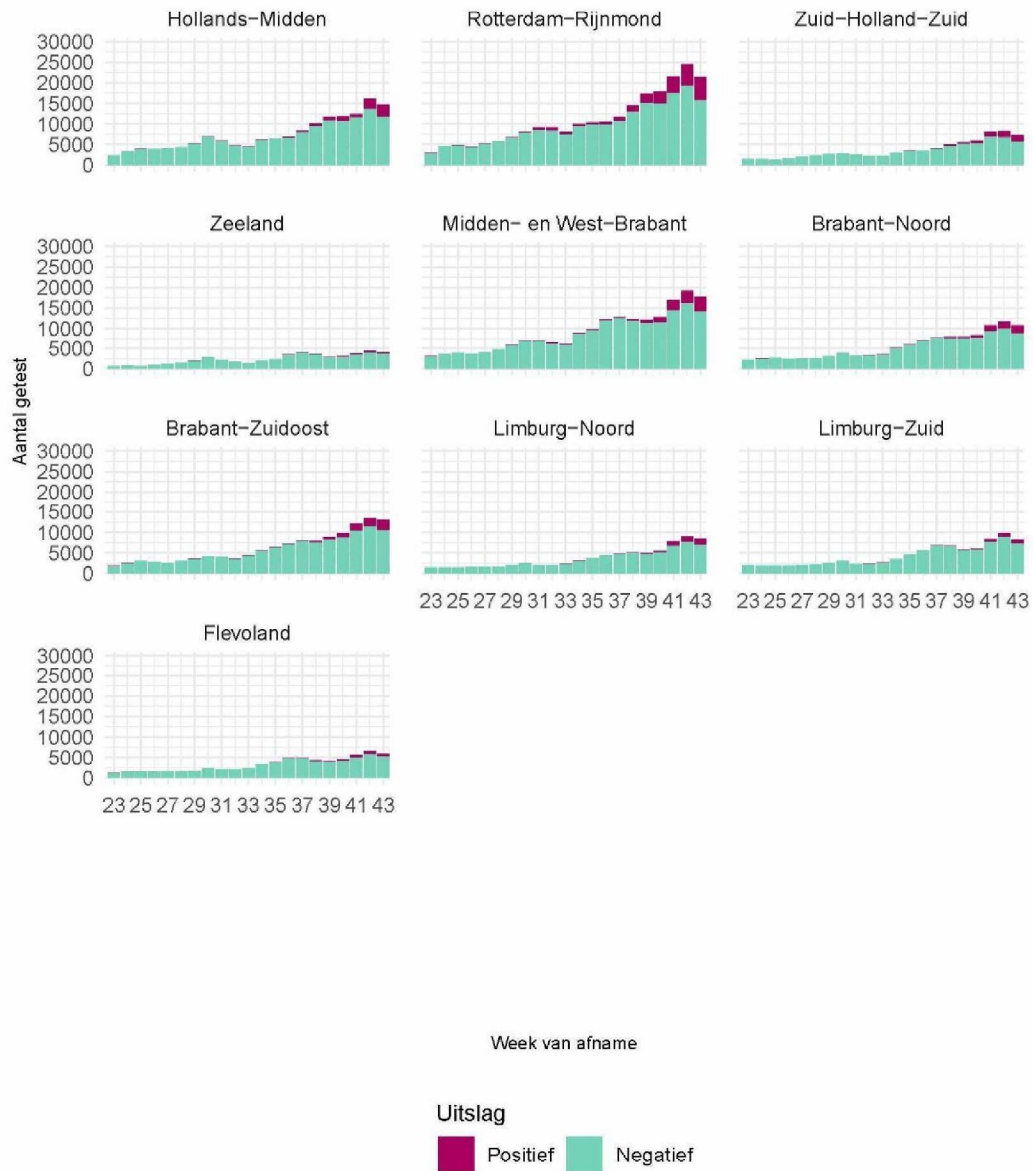 Hollands-Midden Rotterdam-Rijnmond Zuid-Holland-Zuid
30000
25000
20000
15000
10000
5000
0
Zeeland Midden- en West-Brabant Brabant-Noord
30000
25000
20000
15000
10000
5000
0
Aantal getest
Brabant-Zuidoost Limburg-Noord Limburg-Zuid
30000
25000
20000
15000
10000
5000
0
23 25 27 29 31 33 35 37 39 41 43 23 25 27 29 31 33 35 37 39 41 43
Flevoland
30000
25000
20000
15000
10000
5000
0
23 25 27 29 31 33 35 37 39 41 43
Week van afname
Uitslag
Positief Negatief